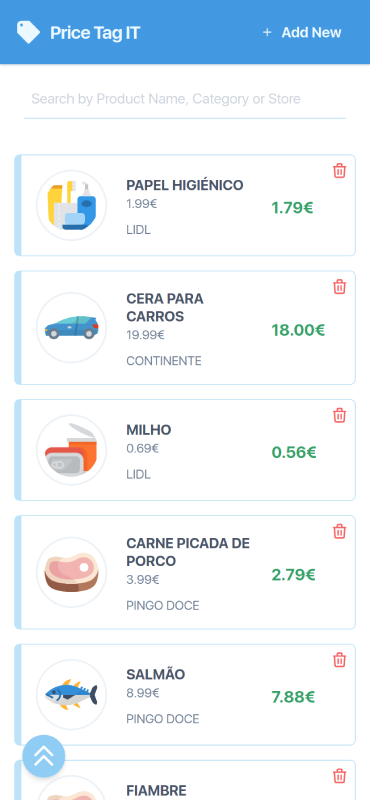 Price Tag IT
+ Add New
Search by Product Name, Category or Store
PAPEL HIGIÉNICO
1.99€
1.79€
LIDL
CERA PARA
CARROS
19.99€
18.00€
CONTINENTE
MILHO
0.69€
0.56€
LIDL
CARNE PICADA DE
PORCO
3.99€
2.79€
PINGO DOCE
SALMÃO
8.99€
7.88€
PINGO DOCE
FIAMBRE